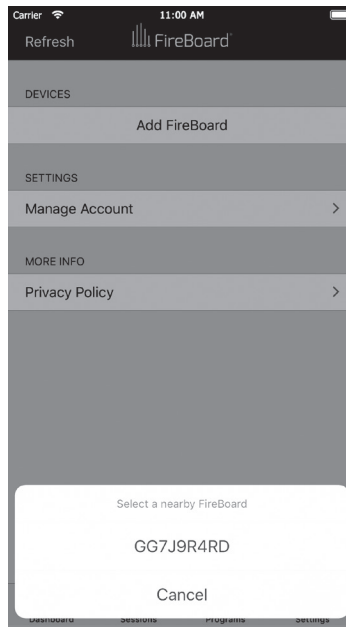 Carrier 11:00 AM
Refresh FireBoard
DEVICES
Add FireBoard
SETTINGS
Manage Account
MORE INFO
Privacy Policy
Select a nearby FireBoard
GG7J9R4RD
Cancel
Dashboard Sessions Programs Settings